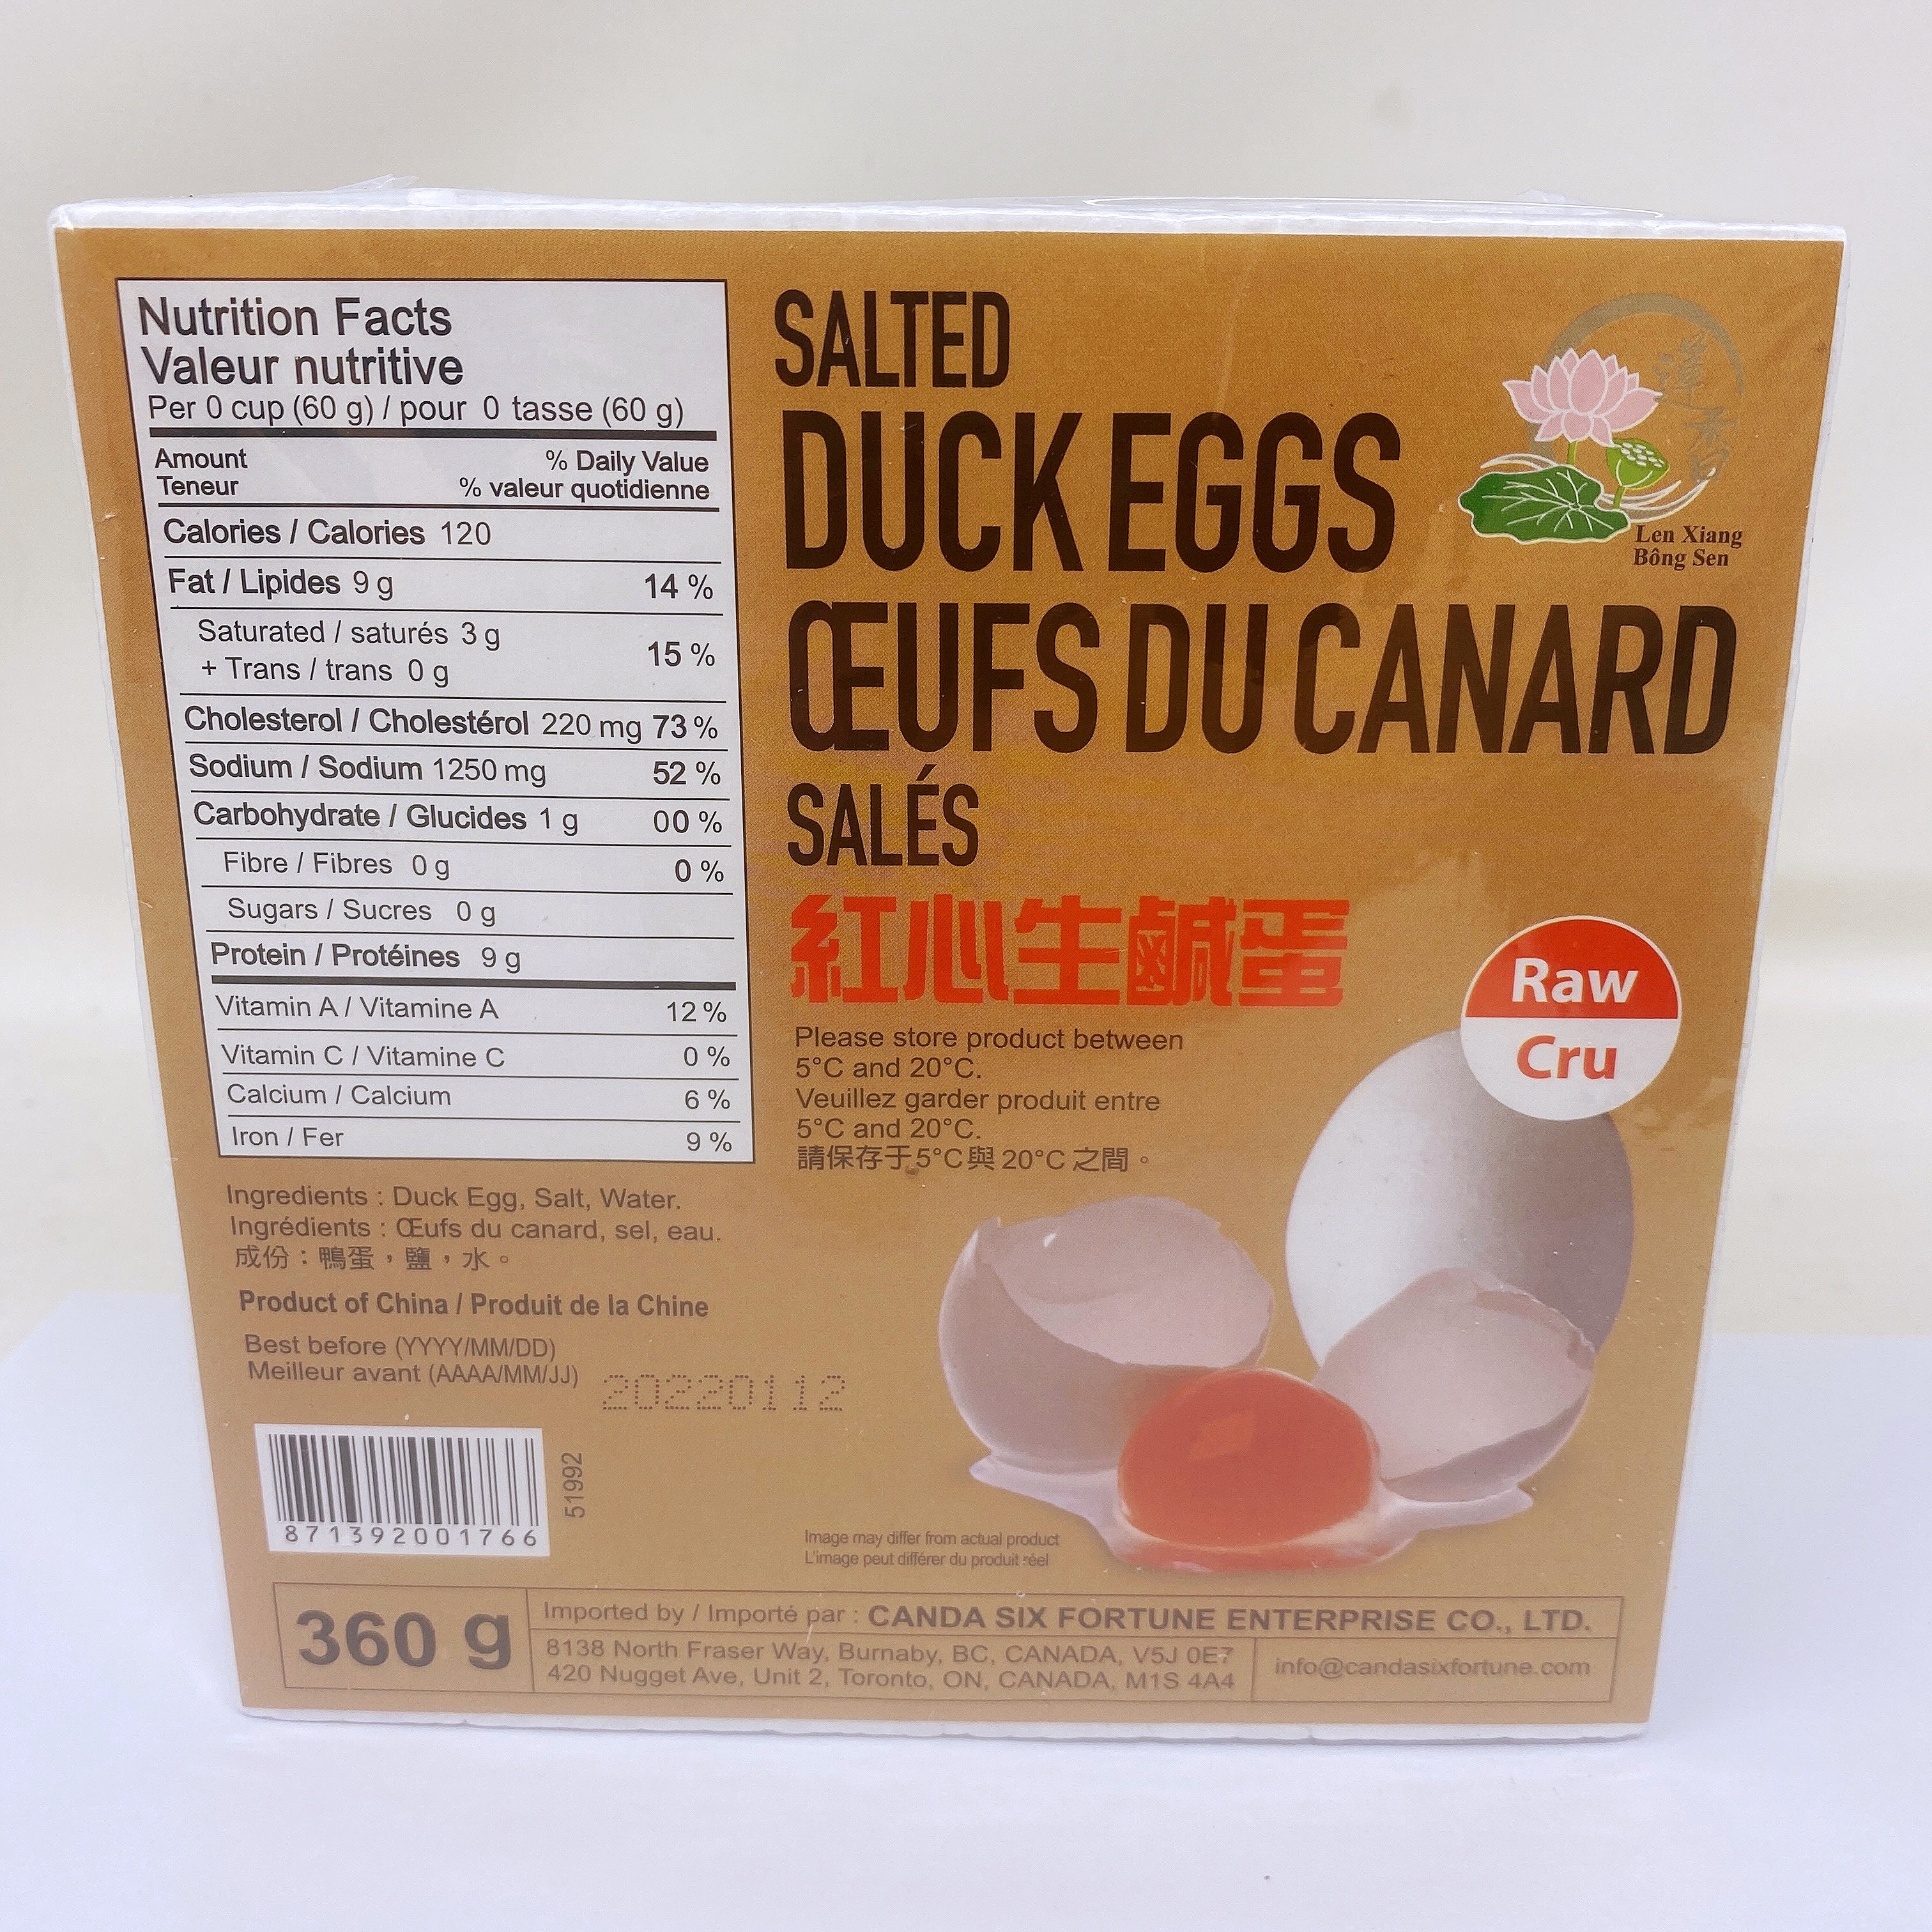 Nutrition Facts
Valeur nutritive
Per 0 cup (60 g) / pour 0 tasse (60 g)
Amount % Daily Value
Teneur % valeur quotidienne
Calories / Calories 120
Fat / Lipides 9 g 14 %
Saturated / saturés 3 g
+ Trans / trans 0 g 15 %
Cholesterol / Cholestérol 220 mg 73 %
Sodium / Sodium 1250 mg 52 %
Carbohydrate / Glucides 1 g 00 %
Fibre / Fibres 0 g 0 %
Sugars / Sucres 0 g
Protein / Protéines 9 g
Vitamin A / Vitamine A 12 %
Vitamin C / Vitamine C 0 %
Calcium / Calcium 6 %
Iron / Fer 9 %
Ingredients : Duck Egg, Salt, Water.
Ingrédients : Œufs du canard, sel, eau.
成份：鴨蛋，鹽，水。
Product of China / Produit de la Chine
Best before (YYYY/MM/DD)
Meilleur avant (AAAA/MM/JJ) 20220112
871392001766
51992
SALTED
DUCK EGGS
ŒUFS DU CANARD
SALÉS
紅心生鹹蛋
蓮香
Len Xiang
Bông Sen
Raw
Cru
Please store product between
5°C and 20°C.
Veuillez garder produit entre
5°C and 20°C.
請保存于5°C與20°C之間。
Image may differ from actual product
L'image peut différer du produit réel
360 g
Imported by / Importé par : CANDA SIX FORTUNE ENTERPRISE CO., LTD.
8138 North Fraser Way, Burnaby, BC, CANADA, V5J 0E7
420 Nugget Ave, Unit 2, Toronto, ON, CANADA, M1S 4A4
info@candasixfortune.com